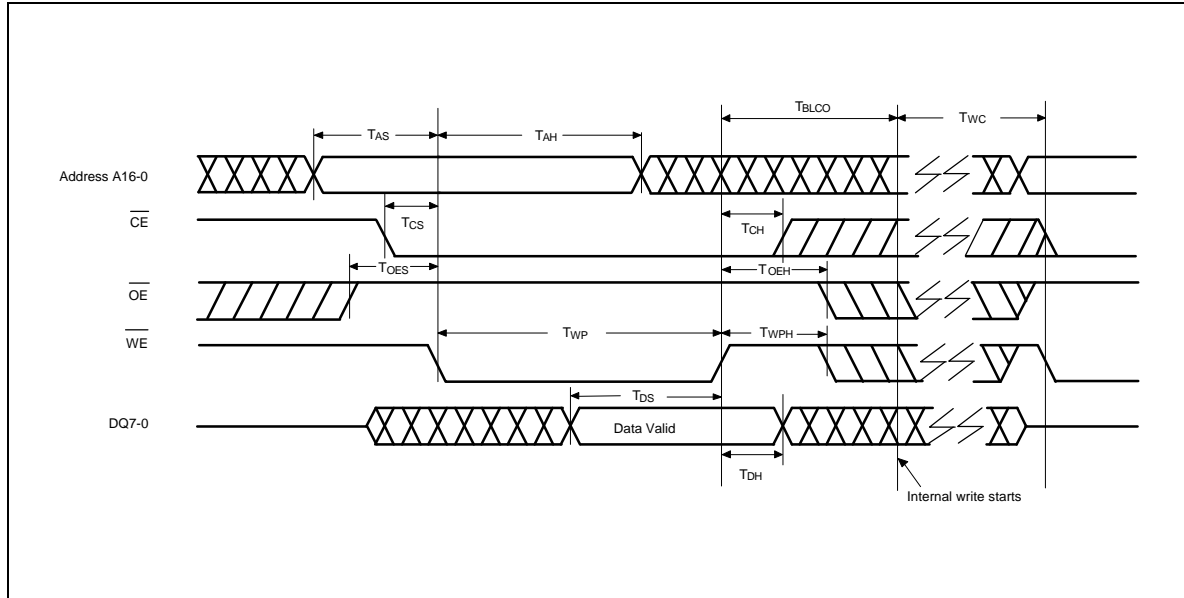 TBLCO
TWC
TAS
TAH
Address A16-0
CE
TCS
TCH
TOES
TOEH
OE
TWP
TWPH
WE
TDS
DQ7-0
Data Valid
TDH
Internal write starts